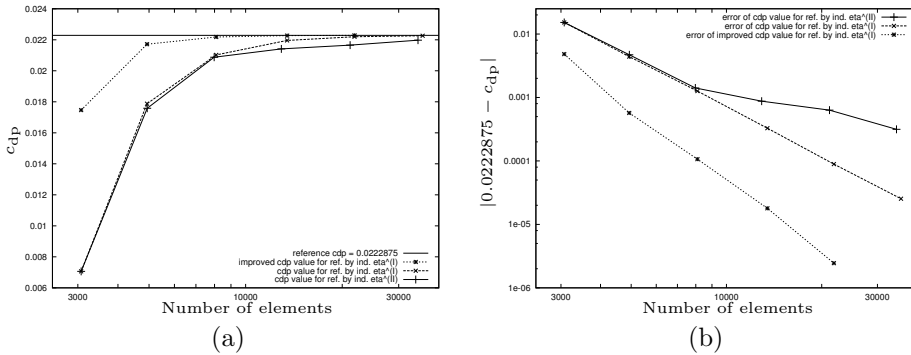 0.024
0.022
0.02
0.018
0.016
0.014
0.012
0.01
0.008
0.006
c_dp
3000
10000
30000
Number of elements
reference cdp = 0.0222875
improved cdp value for ref. by ind. eta^(I)
cdp value for ref. by ind. eta^(I)
cdp value for ref. by ind. eta^(II)
(a)
0.01
0.001
0.0001
1e-05
1e-06
|0.0222875 − c_dp|
3000
10000
30000
Number of elements
error of cdp value for ref. by ind. eta^(II)
error of cdp value for ref. by ind. eta^(I)
error of improved cdp value for ref. by ind. eta^(I)
(b)